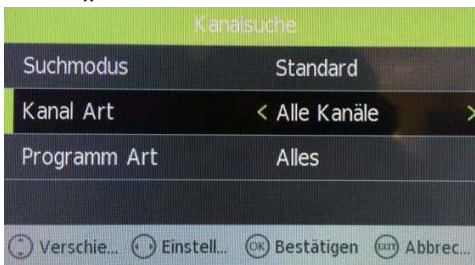 Kanalsuche
Suchmodus Standard
Kanal Art < Alle Kanäle >
Programm Art Alles
Verschie... Einstell... OK Bestätigen EXIT Abbrec...